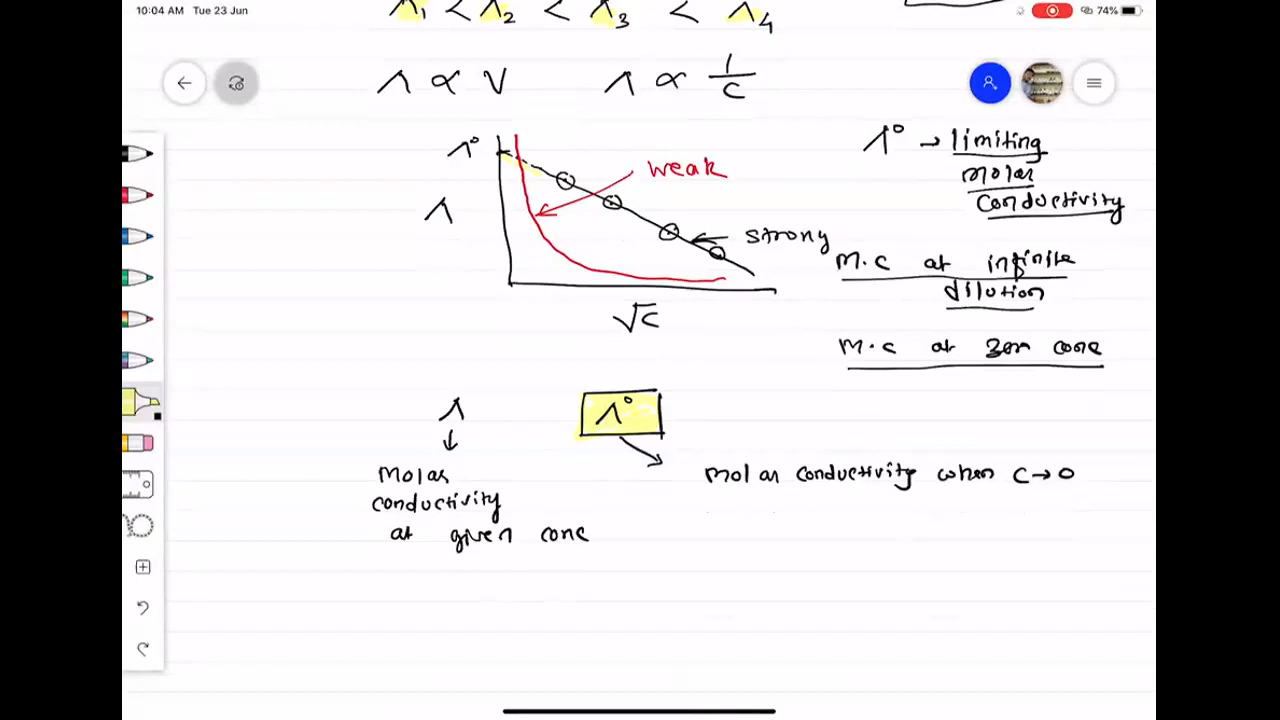 10:04 AM Tue 23 Jun
74%
Λ1 < Λ2 < Λ3 < Λ4
Λ ∝ V Λ ∝ 1/C
Λ° → limiting
molar
conductivity
Λ°
weak
Λ
strong
√C
M.C at infinite
dilution
M.C at zero conc
Λ Λ°
↓
Molar
conductivity
at given conc
Molar conductivity when C→0